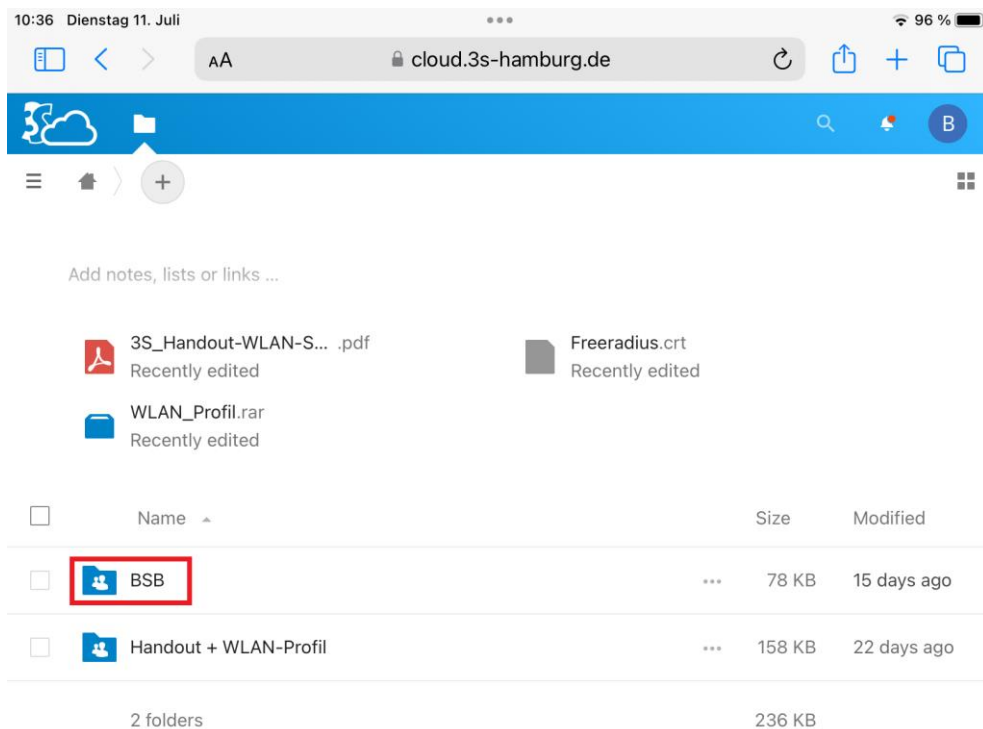 10:36 Dienstag 11. Juli 96 %
AA cloud.3s-hamburg.de
3S B
Add notes, lists or links ...
3S_Handout-WLAN-S... .pdf Freeradius.crt
Recently edited Recently edited
WLAN_Profil.rar
Recently edited
Name Size Modified
BSB ... 78 KB 15 days ago
Handout + WLAN-Profil ... 158 KB 22 days ago
2 folders 236 KB